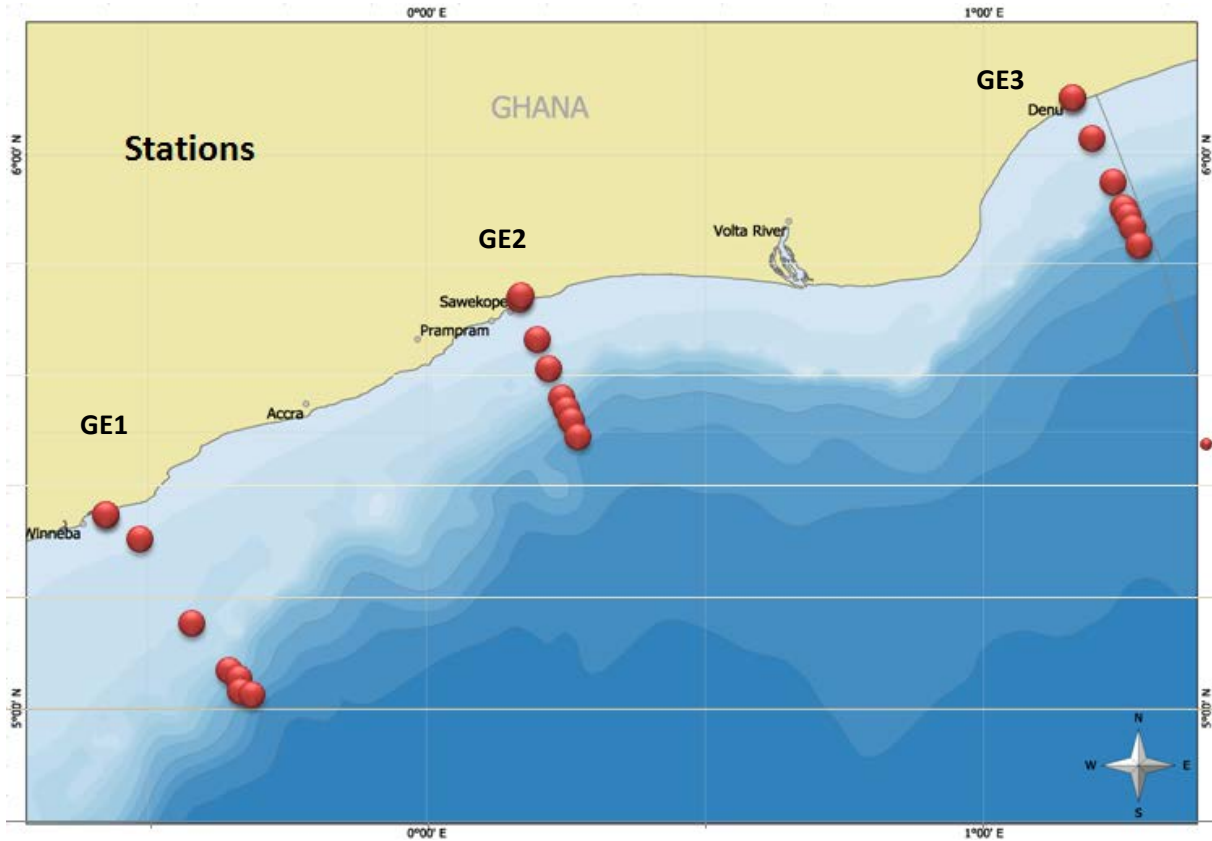 0°00' E
1°00' E
GE3
GHANA
Denu
Stations
6°00' N
6°00' N
Volta River
GE2
Sawekope
Prampram
Accra
GE1
Winneba
5°00' N
5°00' N
N
W
E
S
0°00' E
1°00' E